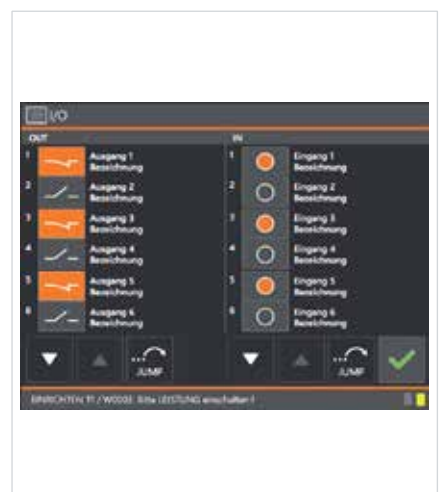 I/O
OUT
IN
1 Ausgang 1 Bezeichnung
2 Ausgang 2 Bezeichnung
3 Ausgang 3 Bezeichnung
4 Ausgang 4 Bezeichnung
5 Ausgang 5 Bezeichnung
6 Ausgang 6 Bezeichnung
1 Eingang 1 Bezeichnung
2 Eingang 2 Bezeichnung
3 Eingang 3 Bezeichnung
4 Eingang 4 Bezeichnung
5 Eingang 5 Bezeichnung
6 Eingang 6 Bezeichnung
...JUMP
...JUMP
EINRICHTEN T1 / W0003: Bitte LEISTUNG einschalten !